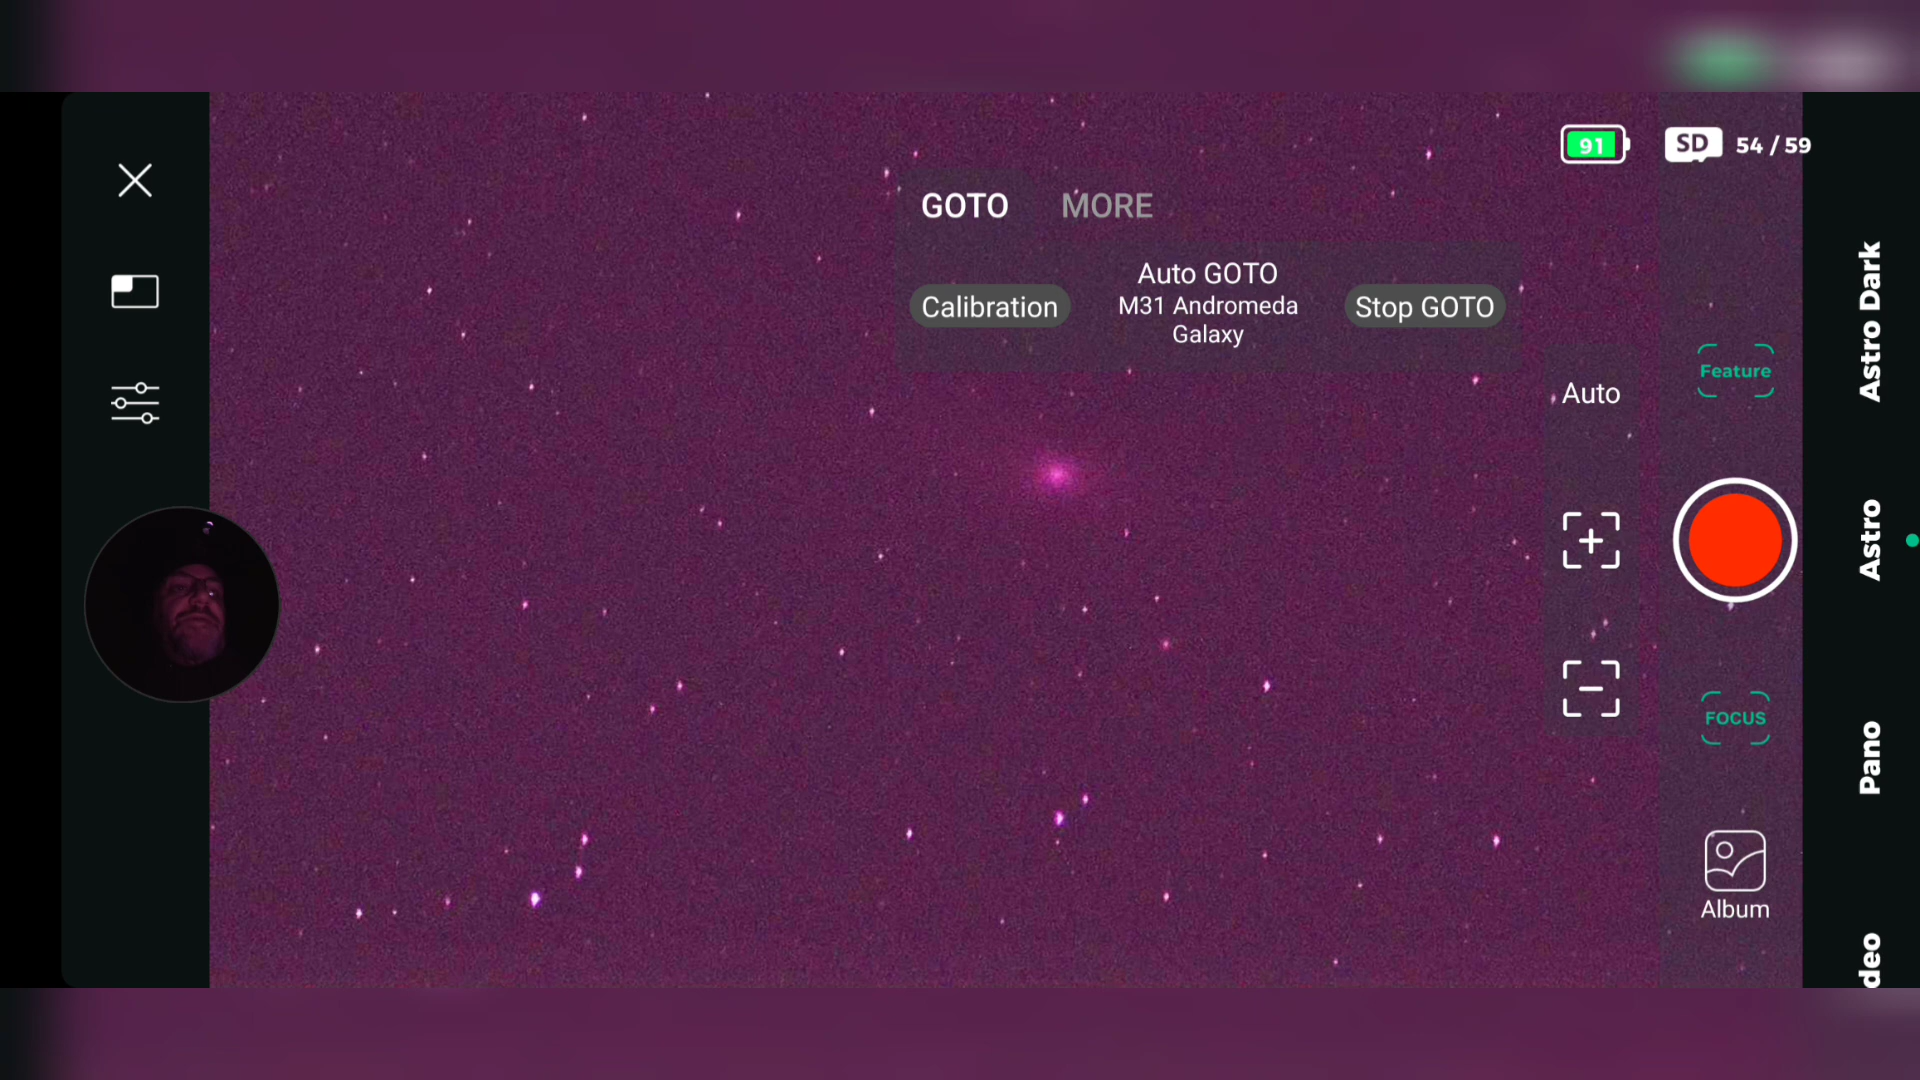 91
SD 54 / 59
GOTO MORE
Auto GOTO
Calibration
M31 Andromeda
Galaxy
Stop GOTO
Auto
Feature
FOCUS
Album
Astro Dark
Astro
Pano
deo